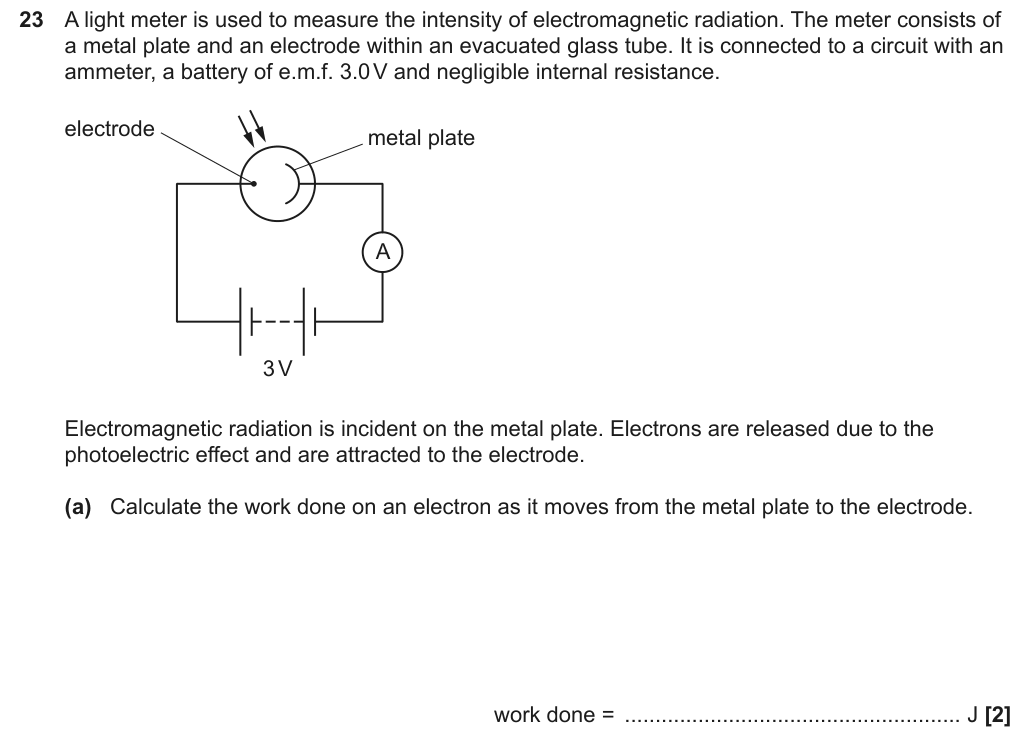 23 A light meter is used to measure the intensity of electromagnetic radiation. The meter consists of
a metal plate and an electrode within an evacuated glass tube. It is connected to a circuit with an
ammeter, a battery of e.m.f. 3.0 V and negligible internal resistance.
electrode
metal plate
A
3 V
Electromagnetic radiation is incident on the metal plate. Electrons are released due to the
photoelectric effect and are attracted to the electrode.
(a) Calculate the work done on an electron as it moves from the metal plate to the electrode.
work done = ...................................................... J [2]